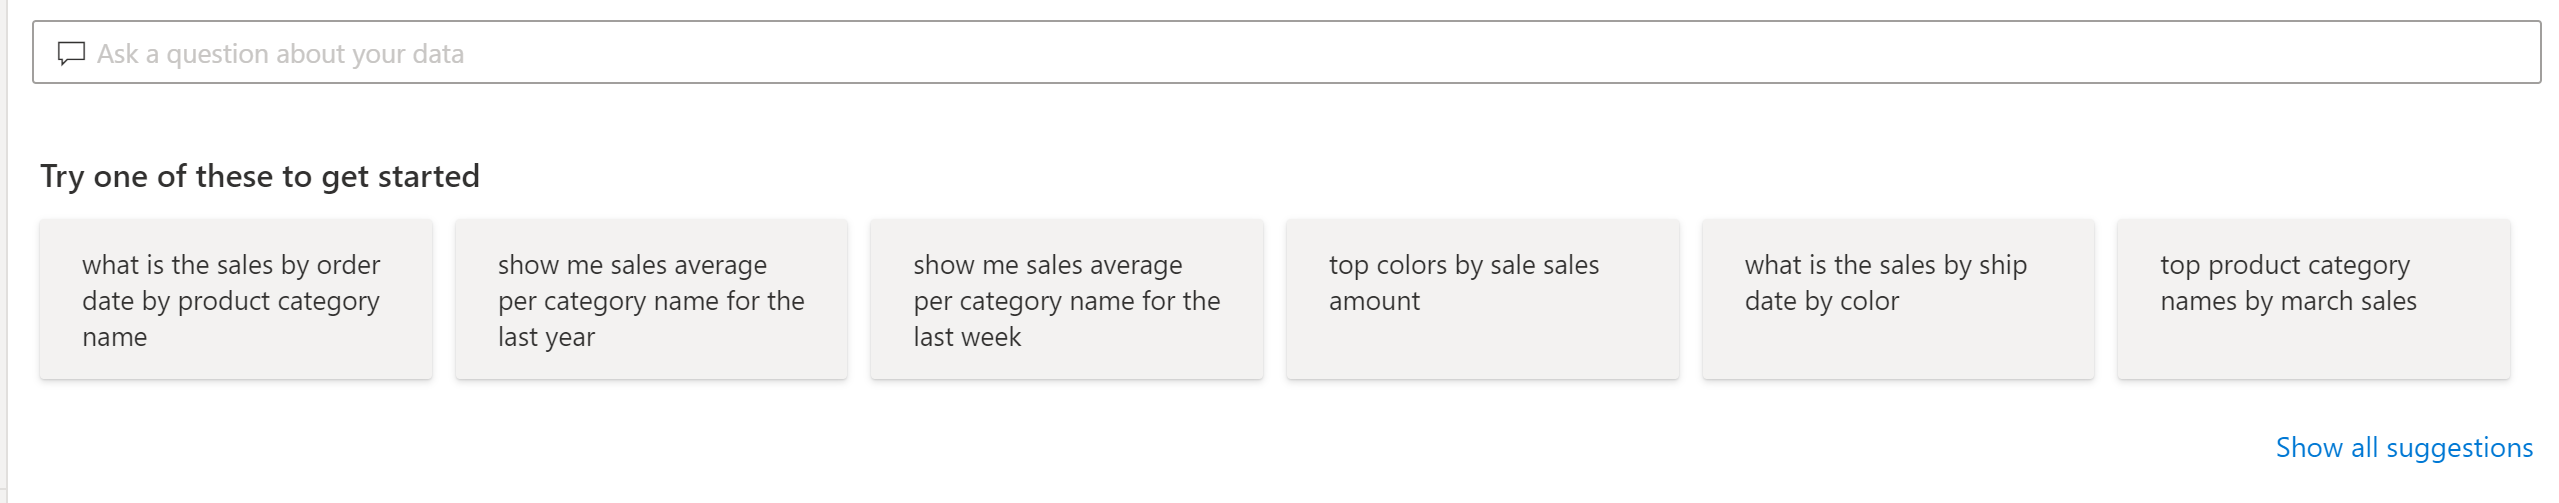 Ask a question about your data
Try one of these to get started
what is the sales by order
date by product category
name
show me sales average
per category name for the
last year
show me sales average
per category name for the
last week
top colors by sale sales
amount
what is the sales by ship
date by color
top product category
names by march sales
Show all suggestions